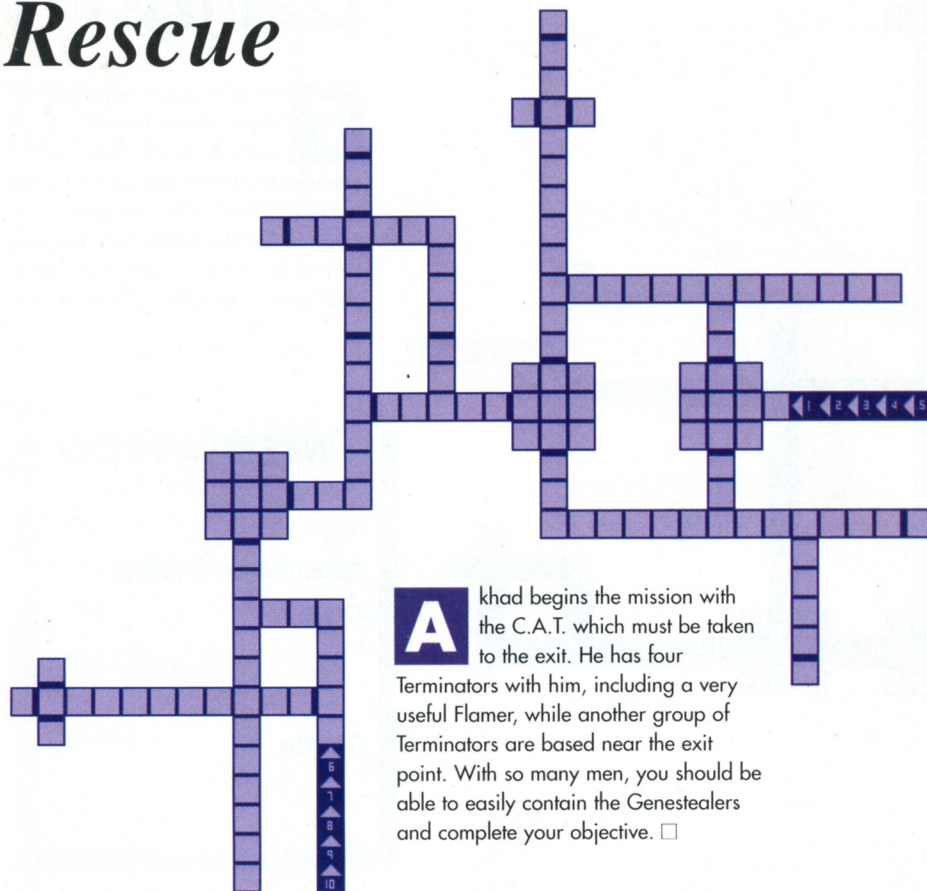 Rescue
1 2 3 4 5
Akhad begins the mission with
the C.A.T. which must be taken
to the exit. He has four
Terminators with him, including a very
useful Flamer, while another group of
Terminators are based near the exit
point. With so many men, you should be
able to easily contain the Genestealers
and complete your objective. □
6
7
8
9
10